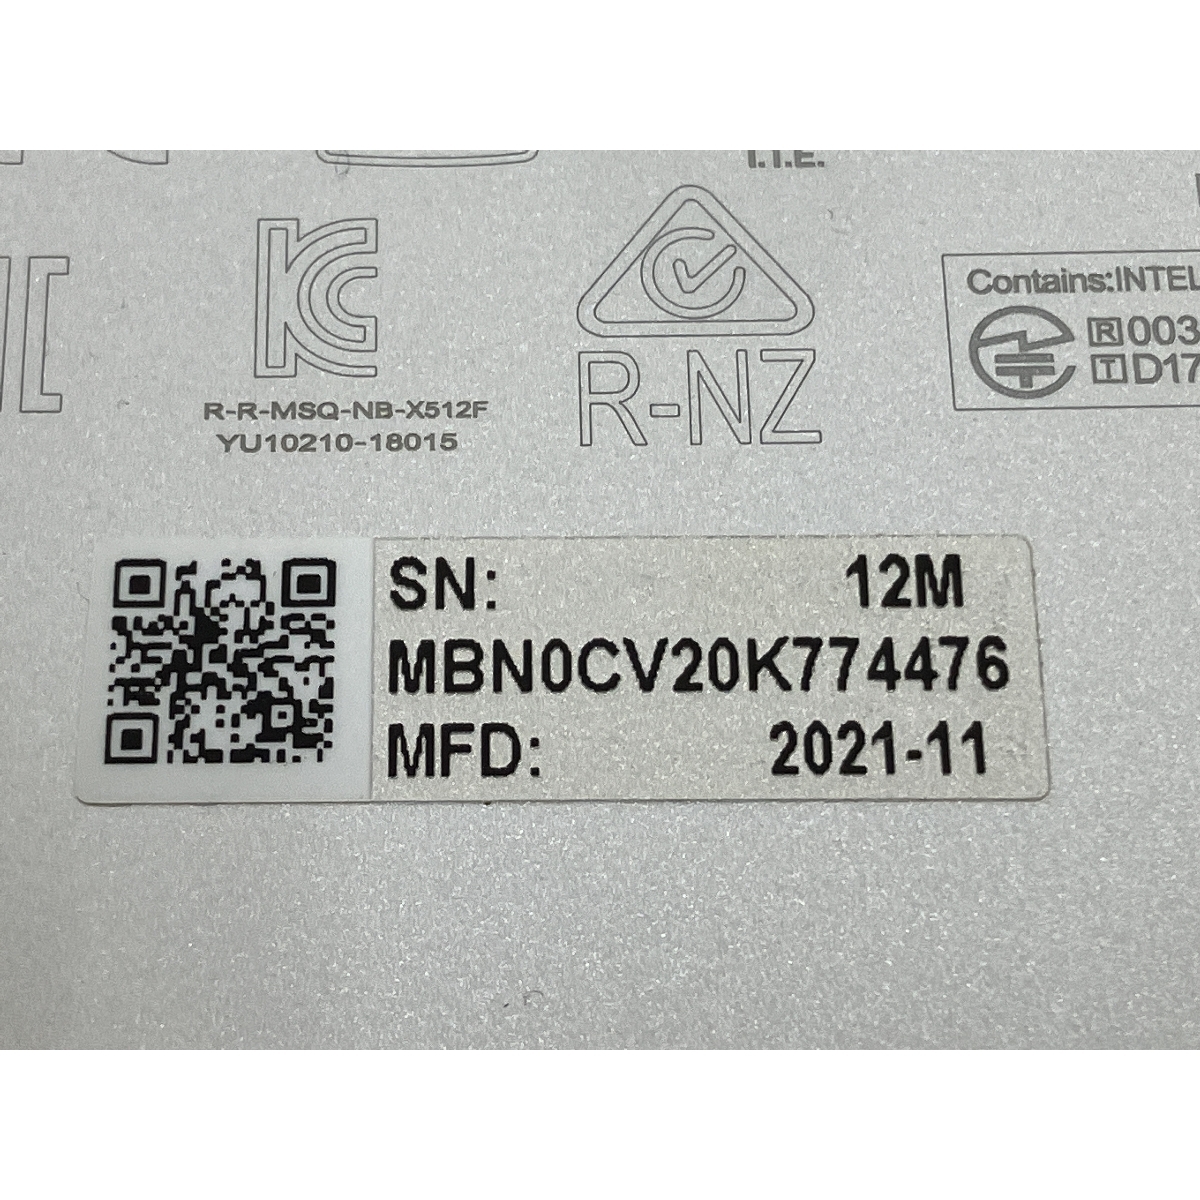 I.T.E.
R-R-MSQ-NB-X512F
YU10210-18015
R-NZ
Contains:INTEL
R 003
T D17
SN: 12M
MBN0CV20K774476
MFD: 2021-11